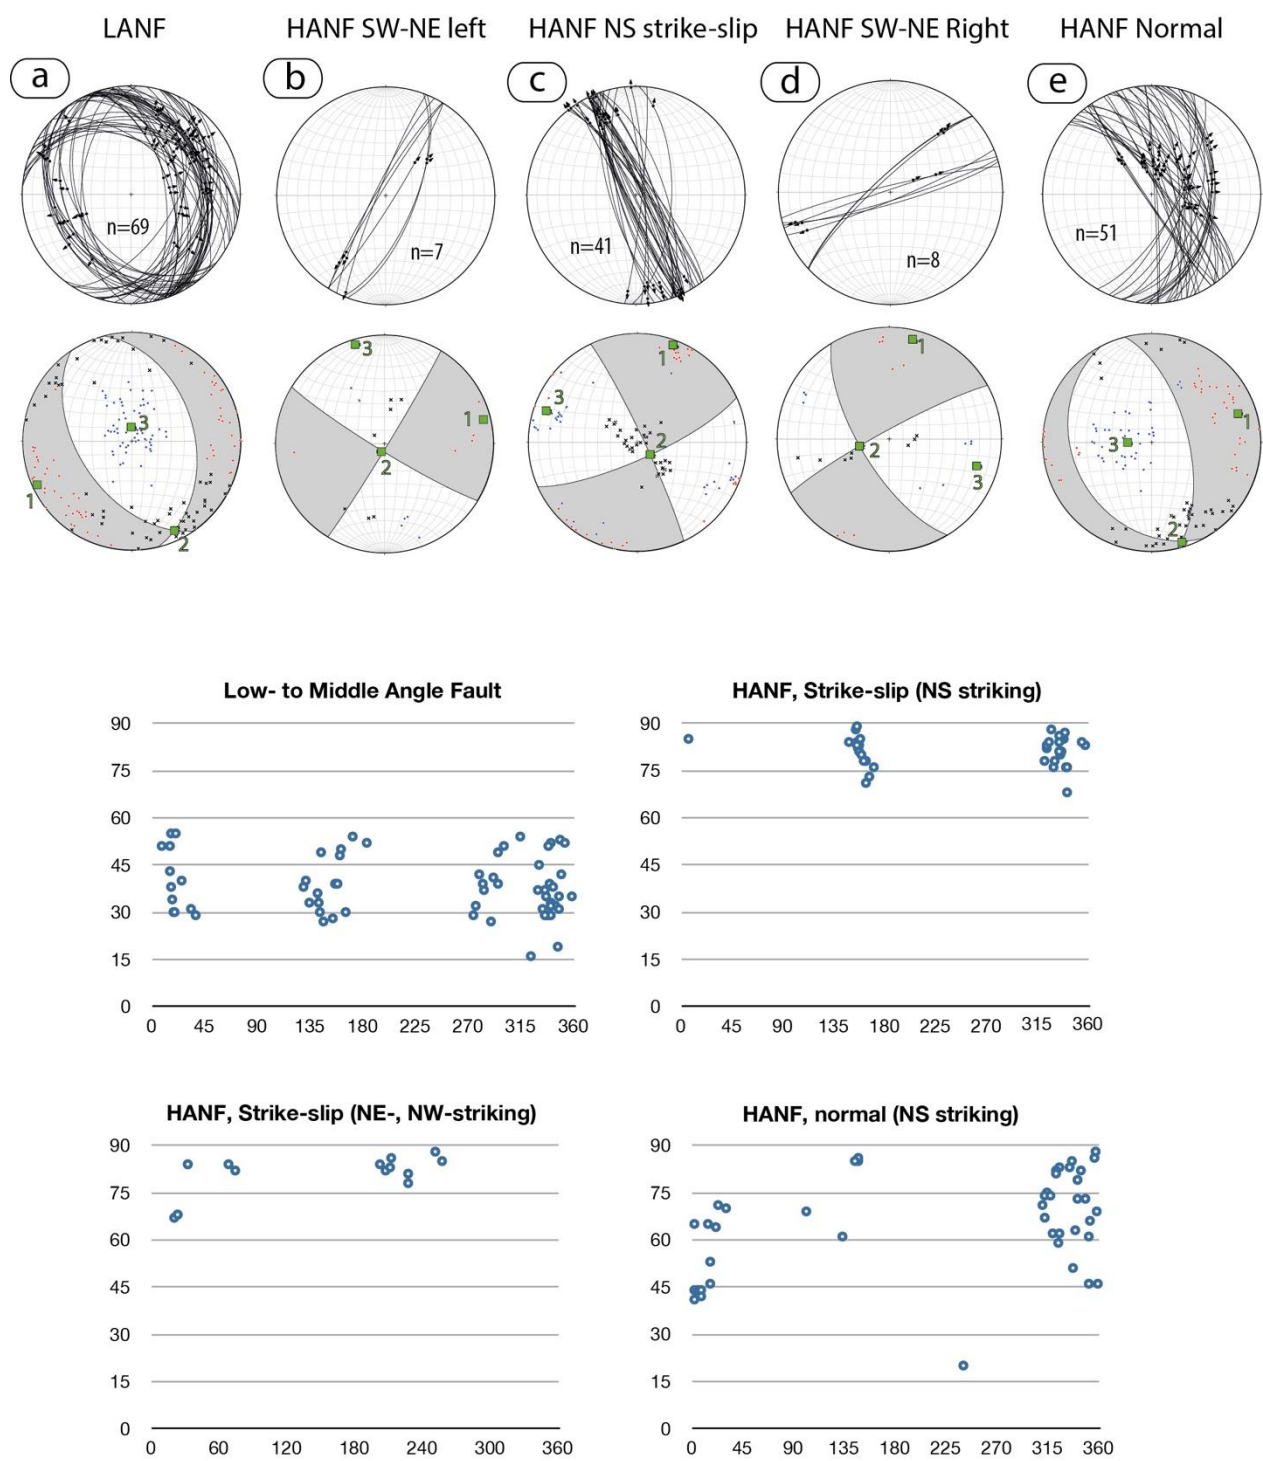 LANF HANF SW-NE left HANF NS strike-slip HANF SW-NE Right HANF Normal
a b c d e
n=69 n=7 n=41 n=8 n=51
3 1 2
3 1 2
1 3 2
1 2 3
1 3 2
Low- to Middle Angle Fault
90
75
60
45
30
15
0
0 45 90 135 180 225 270 315 360
HANF, Strike-slip (NS striking)
90
75
60
45
30
15
0
0 45 90 135 180 225 270 315 360
HANF, Strike-slip (NE-, NW-striking)
90
75
60
45
30
15
0
0 60 120 180 240 300 360
HANF, normal (NS striking)
90
75
60
45
30
15
0
0 45 90 135 180 225 270 315 360